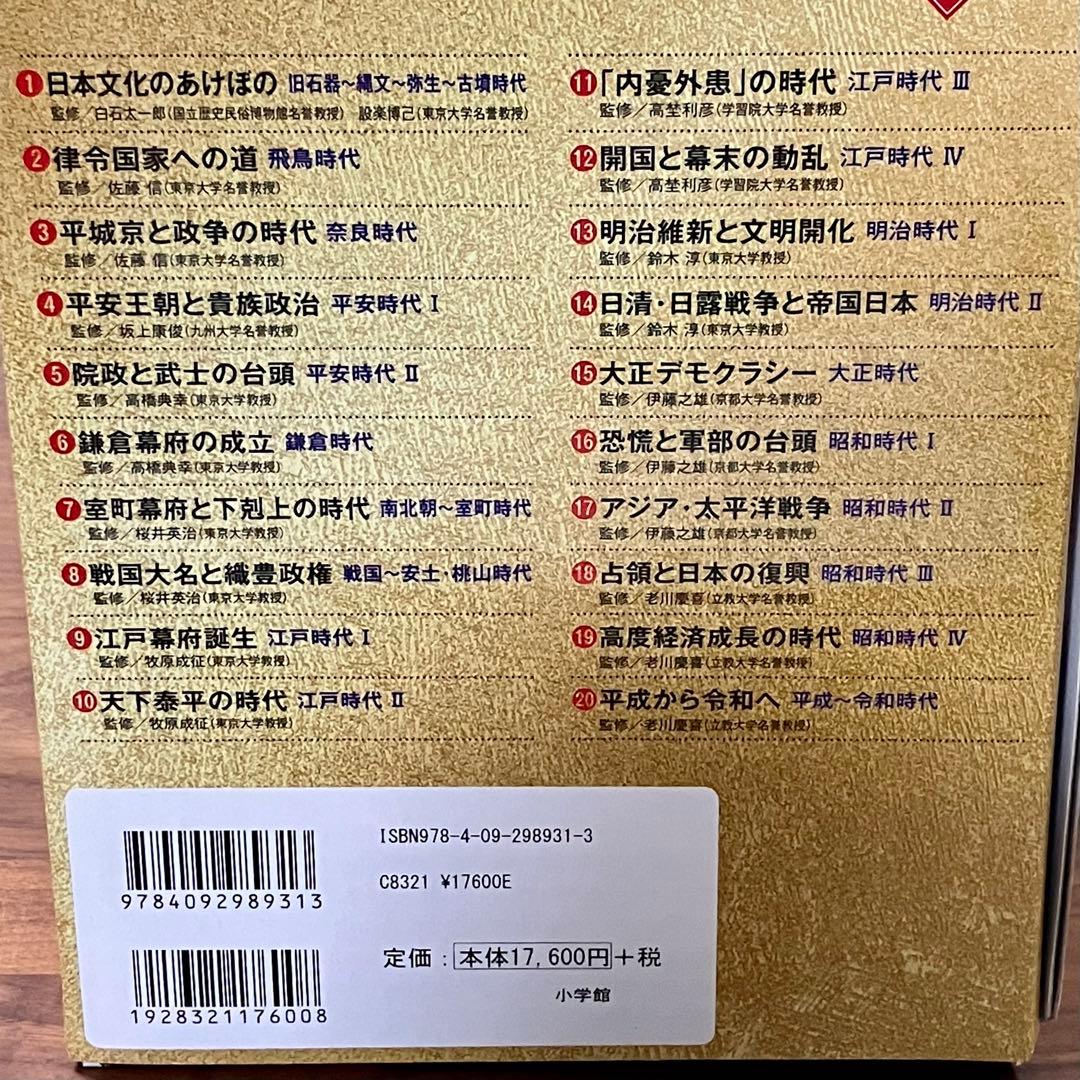 1 日本文化のあけぼの 旧石器～縄文～弥生～古墳時代
監修／白石太一郎(国立歴史民俗博物館名誉教授) 設楽博己(東京大学名誉教授)
2 律令国家への道 飛鳥時代
監修／佐藤 信(東京大学名誉教授)
3 平城京と政争の時代 奈良時代
監修／佐藤 信(東京大学名誉教授)
4 平安王朝と貴族政治 平安時代 Ⅰ
監修／坂上康俊(九州大学名誉教授)
5 院政と武士の台頭 平安時代 Ⅱ
監修／高橋典幸(東京大学教授)
6 鎌倉幕府の成立 鎌倉時代
監修／高橋典幸(東京大学教授)
7 室町幕府と下剋上の時代 南北朝～室町時代
監修／桜井英治(東京大学教授)
8 戦国大名と織豊政権 戦国～安土・桃山時代
監修／桜井英治(東京大学教授)
9 江戸幕府誕生 江戸時代 Ⅰ
監修／牧原成征(東京大学教授)
10 天下泰平の時代 江戸時代 Ⅱ
監修／牧原成征(東京大学教授)
11 「内憂外患」の時代 江戸時代 Ⅲ
監修／高埜利彦(学習院大学名誉教授)
12 開国と幕末の動乱 江戸時代 Ⅳ
監修／高埜利彦(学習院大学名誉教授)
13 明治維新と文明開化 明治時代 Ⅰ
監修／鈴木 淳(東京大学教授)
14 日清・日露戦争と帝国日本 明治時代 Ⅱ
監修／鈴木 淳(東京大学教授)
15 大正デモクラシー 大正時代
監修／伊藤之雄(京都大学名誉教授)
16 恐慌と軍部の台頭 昭和時代 Ⅰ
監修／伊藤之雄(京都大学名誉教授)
17 アジア・太平洋戦争 昭和時代 Ⅱ
監修／伊藤之雄(京都大学名誉教授)
18 占領と日本の復興 昭和時代 Ⅲ
監修／老川慶喜(立教大学名誉教授)
19 高度経済成長の時代 昭和時代 Ⅳ
監修／老川慶喜(立教大学名誉教授)
20 平成から令和へ 平成～令和時代
監修／老川慶喜(立教大学名誉教授)
9784092989313
1928321176008
ISBN978-4-09-298931-3
C8321 ¥17600E
定価：本体17,600円＋税
小学館